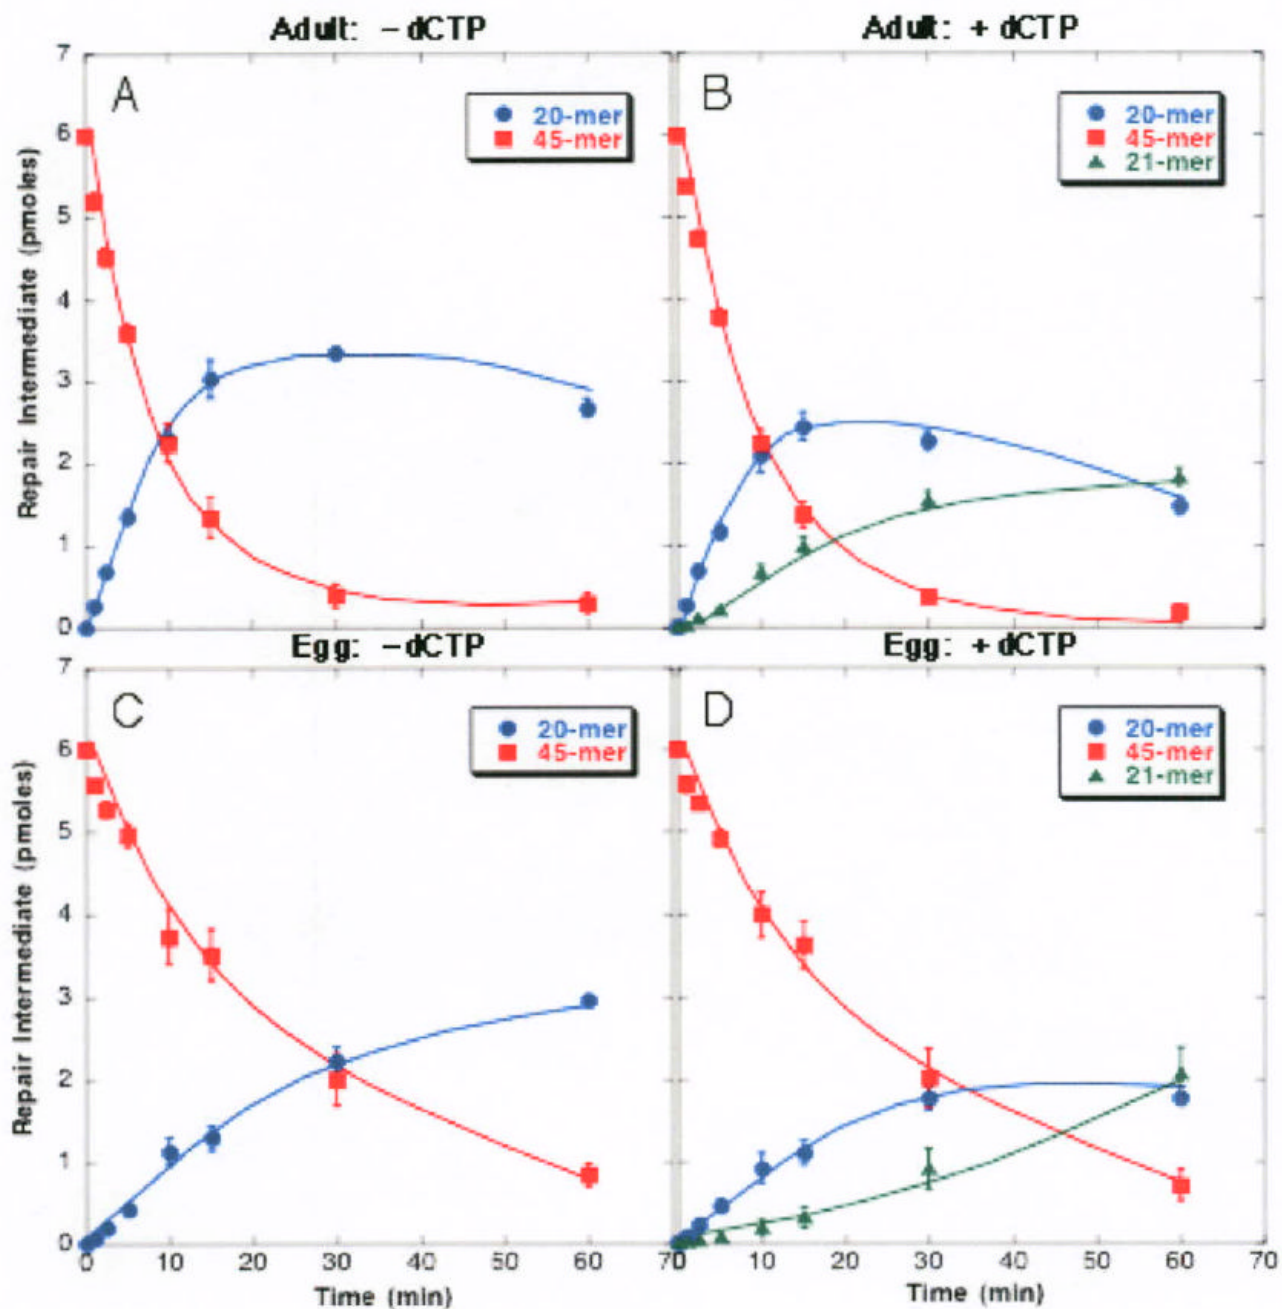 Adult: – dCTP
Adult: + dCTP
7
6
5
4
3
2
1
0
Repair Intermediate (pmoles)
A
20-mer
45-mer
B
20-mer
45-mer
21-mer
Egg: –dCTP
Egg: +dCTP
7
6
5
4
3
2
1
0
Repair Intermediate (pmoles)
C
20-mer
45-mer
D
20-mer
45-mer
21-mer
0 10 20 30 40 50 60 70 10 20 30 40 50 60 70
Time (min)
Time (min)